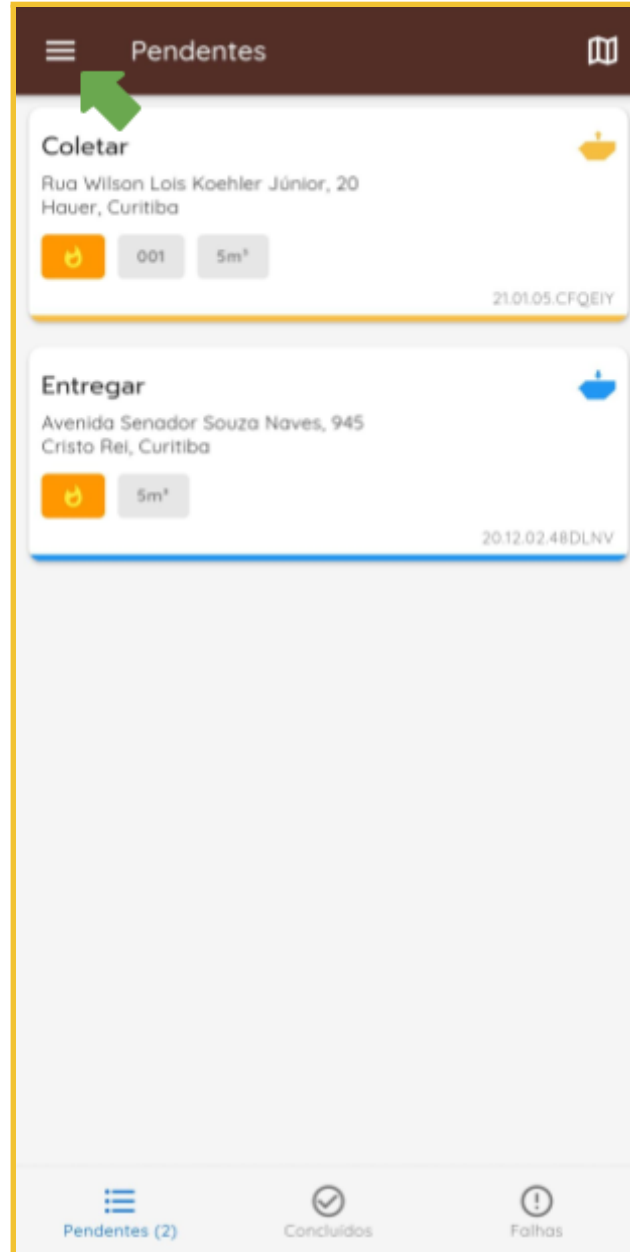 Pendentes
Coletar
Rua Wilson Lois Koehler Júnior, 20
Hauer, Curitiba
001 5m³
21.01.05.CFQEIY
Entregar
Avenida Senador Souza Naves, 945
Cristo Rei, Curitiba
5m³
20.12.02.48DLNV
Pendentes (2) Concluídos Falhas